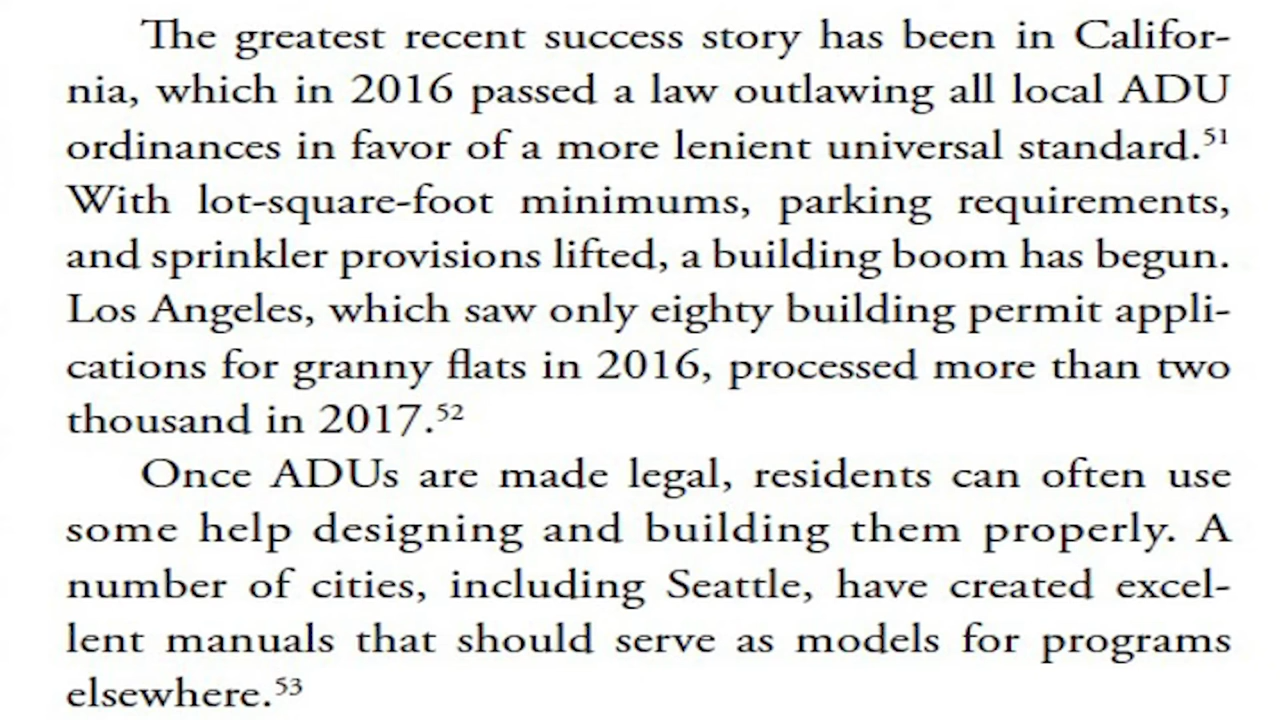 The greatest recent success story has been in Califor-
nia, which in 2016 passed a law outlawing all local ADU
ordinances in favor of a more lenient universal standard.51
With lot-square-foot minimums, parking requirements,
and sprinkler provisions lifted, a building boom has begun.
Los Angeles, which saw only eighty building permit appli-
cations for granny flats in 2016, processed more than two
thousand in 2017.52
Once ADUs are made legal, residents can often use
some help designing and building them properly. A
number of cities, including Seattle, have created excel-
lent manuals that should serve as models for programs
elsewhere.53